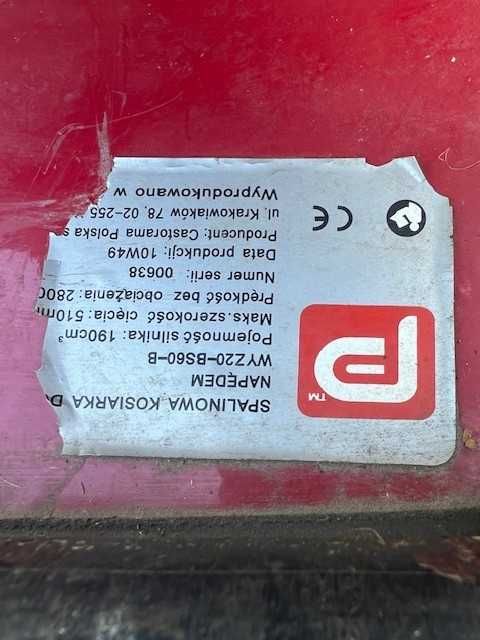 P
TM
CE
SPALINOWA KOSIARKA
NAPĘDEM
WYZ20-BS60-B
Pojemność silnika: 190cm³
Maks. szerokość cięcia: 510m
Prędkość bez obciążenia: 280
Numer serii: 00638
Data produkcji: 10W49
Producent: Castorama Polska s
ul. Krakowiaków 78, 02-255
Wyprodukowano w